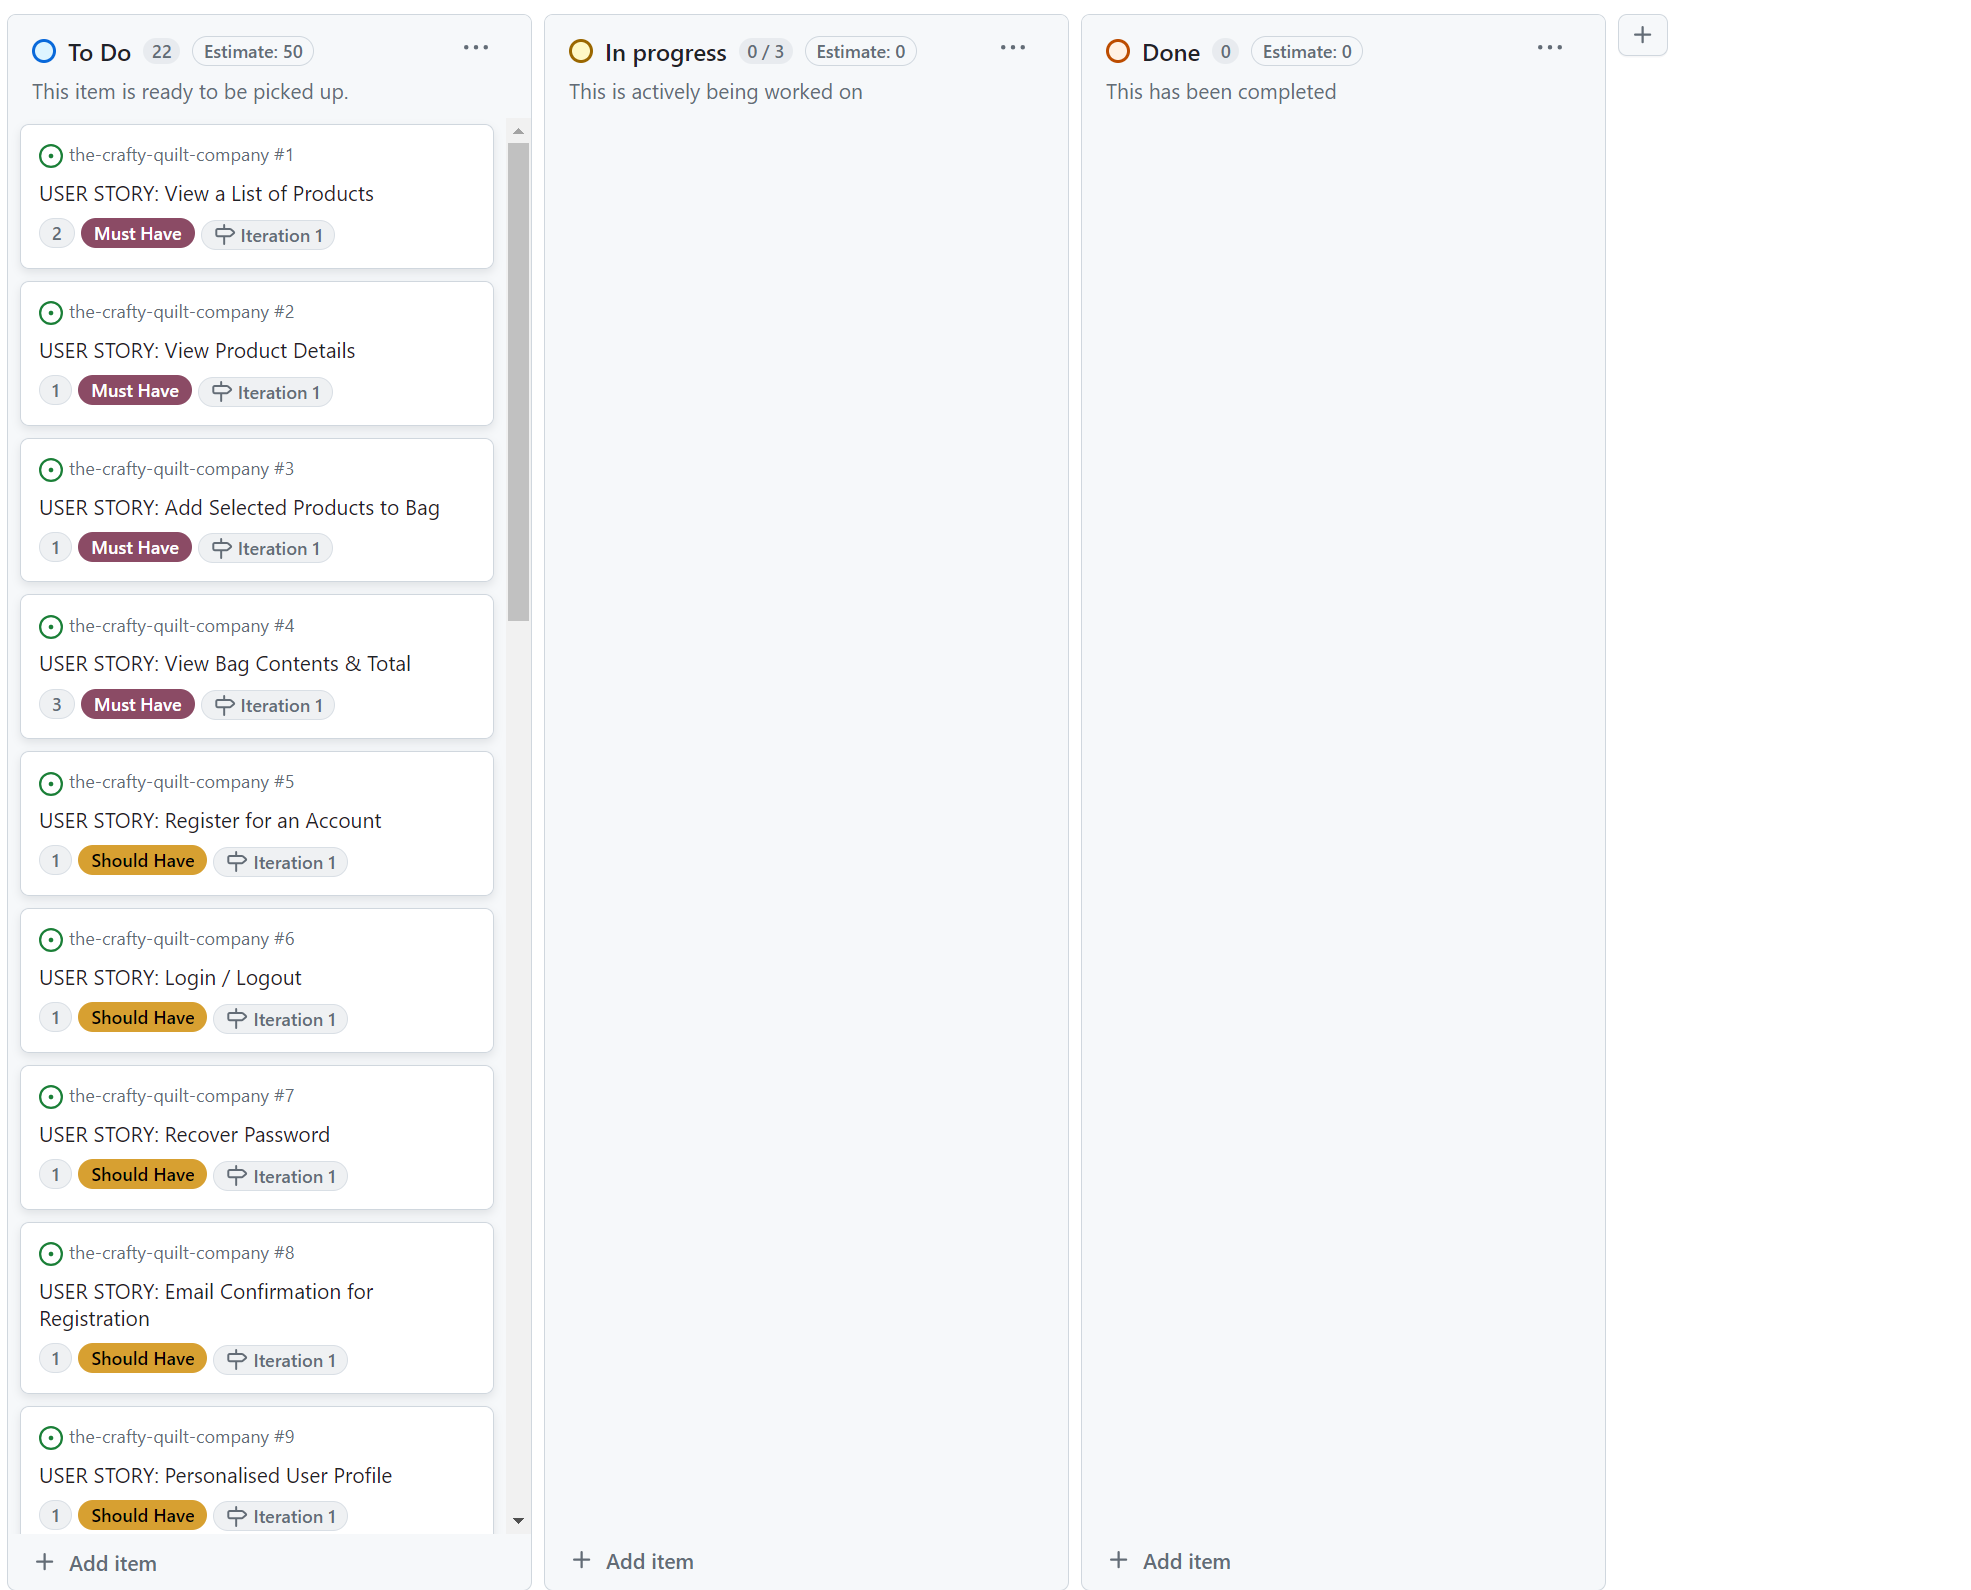 To Do 22 Estimate: 50
This item is ready to be picked up.
the-crafty-quilt-company #1
USER STORY: View a List of Products
2 Must Have Iteration 1
the-crafty-quilt-company #2
USER STORY: View Product Details
1 Must Have Iteration 1
the-crafty-quilt-company #3
USER STORY: Add Selected Products to Bag
1 Must Have Iteration 1
the-crafty-quilt-company #4
USER STORY: View Bag Contents & Total
3 Must Have Iteration 1
the-crafty-quilt-company #5
USER STORY: Register for an Account
1 Should Have Iteration 1
the-crafty-quilt-company #6
USER STORY: Login / Logout
1 Should Have Iteration 1
the-crafty-quilt-company #7
USER STORY: Recover Password
1 Should Have Iteration 1
the-crafty-quilt-company #8
USER STORY: Email Confirmation for
Registration
1 Should Have Iteration 1
the-crafty-quilt-company #9
USER STORY: Personalised User Profile
1 Should Have Iteration 1
Add item
In progress 0 / 3 Estimate: 0
This is actively being worked on
Add item
Done 0 Estimate: 0
This has been completed
Add item